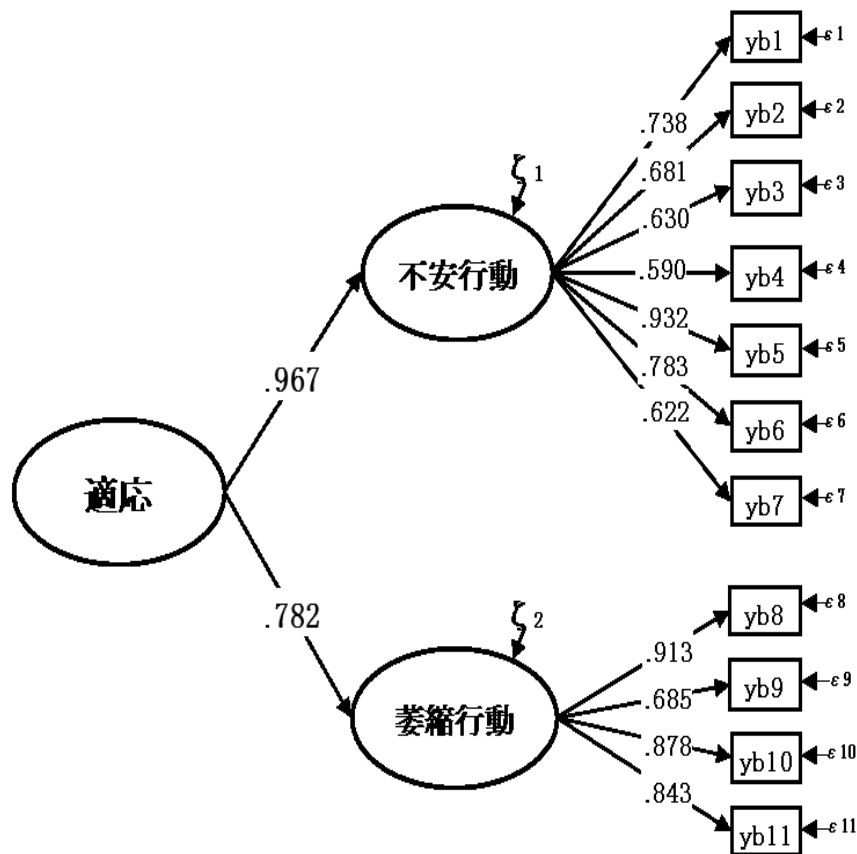 yb1
ε1
yb2
ε2
yb3
ε3
yb4
ε4
yb5
ε5
yb6
ε6
yb7
ε7
.738
.681
.630
.590
.932
.783
.622
ζ1
不安行動
.967
適応
.782
ζ2
萎縮行動
.913
.685
.878
.843
yb8
ε8
yb9
ε9
yb10
ε10
yb11
ε11